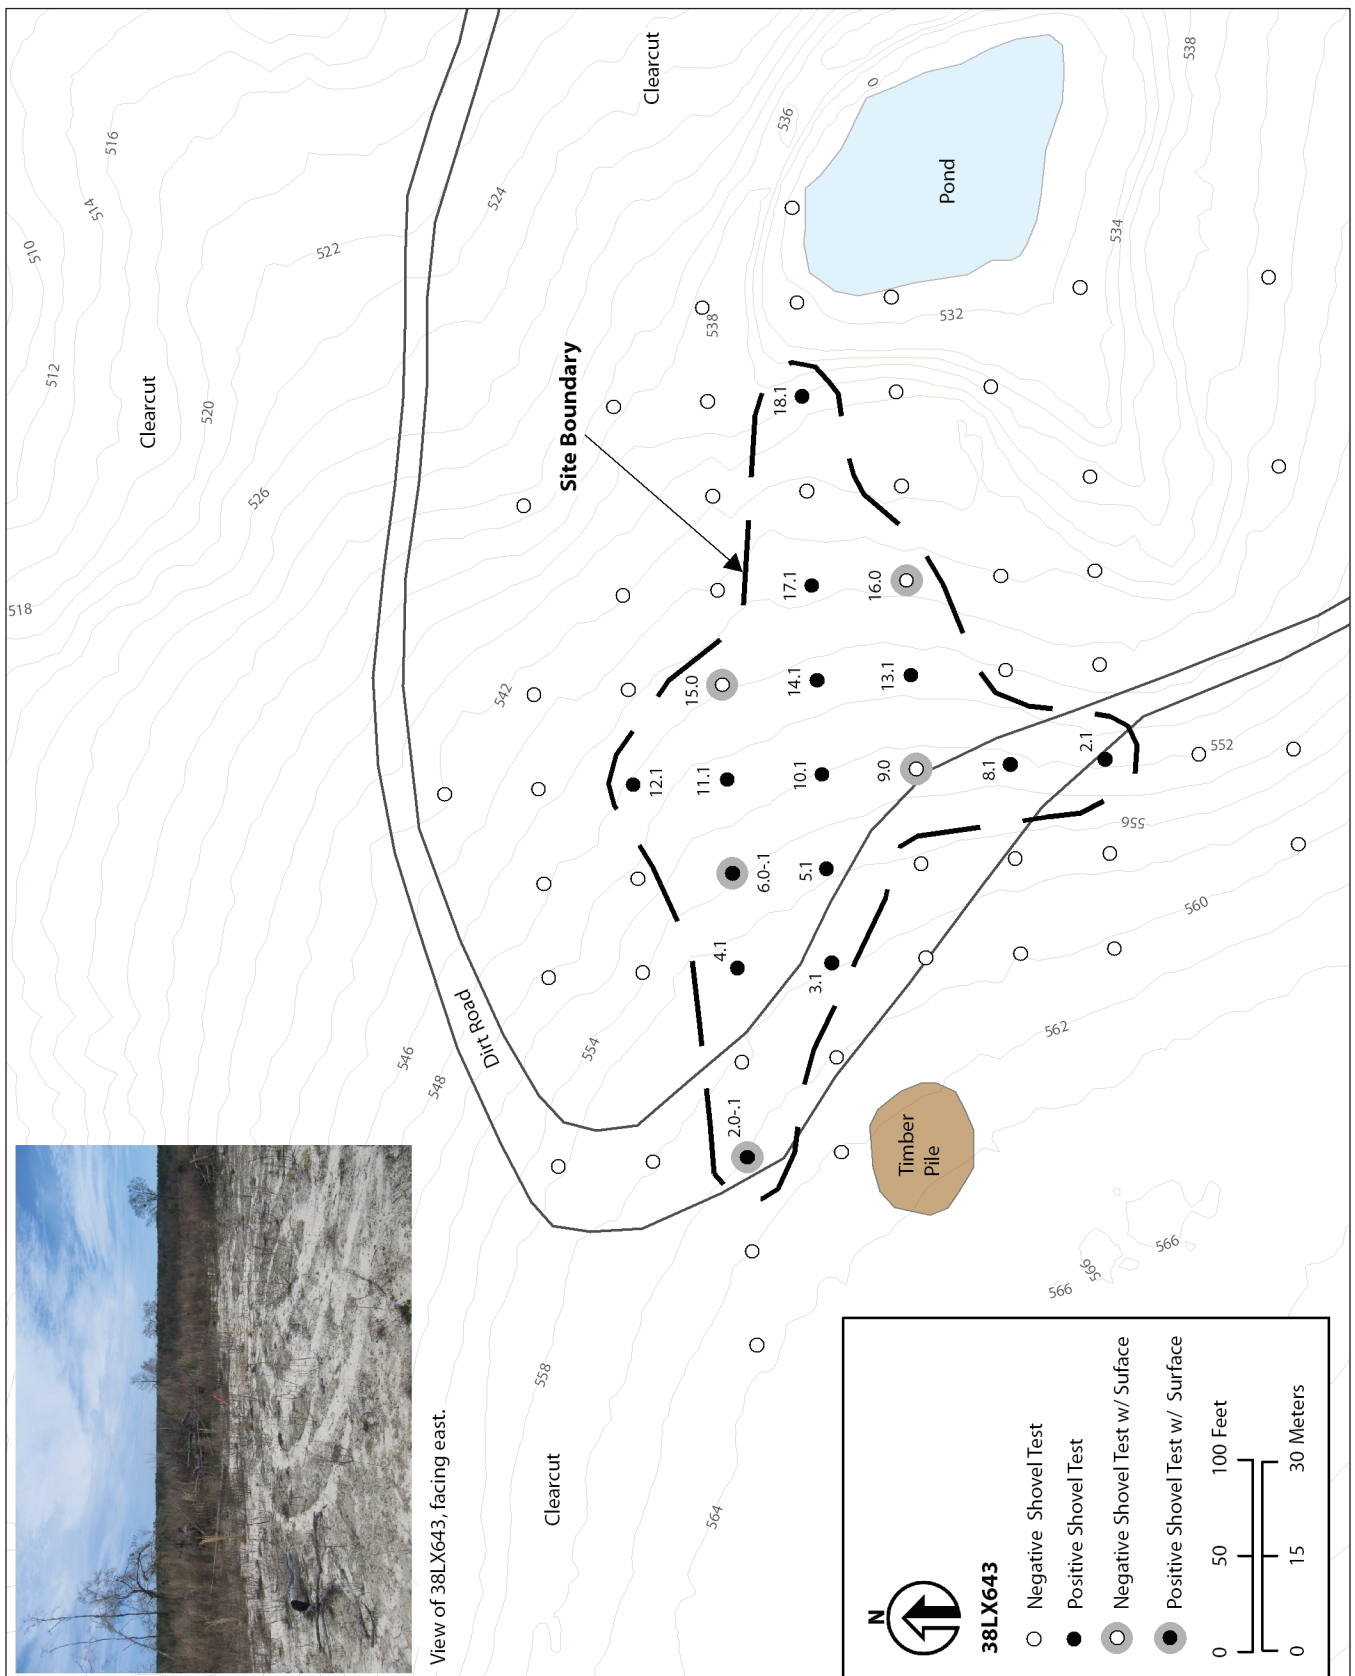 View of 38LX643, facing east.
Clearcut
Clearcut
Clearcut
Dirt Road
Site Boundary
Pond
Timber
Pile
510
512
514
516
518
520
522
524
526
542
546
548
554
558
564
538
536
0
538
534
532
552
556
560
562
566
566
566
2.0-.1
4.1
3.1
6.0-.1
5.1
12.1
11.1
10.1
9.0
8.1
2.1
15.0
14.1
13.1
17.1
16.0
18.1
N
38LX643
Negative Shovel Test
Positive Shovel Test
Negative Shovel Test w/ Suface
Positive Shovel Test w/ Surface
0 50 100 Feet
0 15 30 Meters